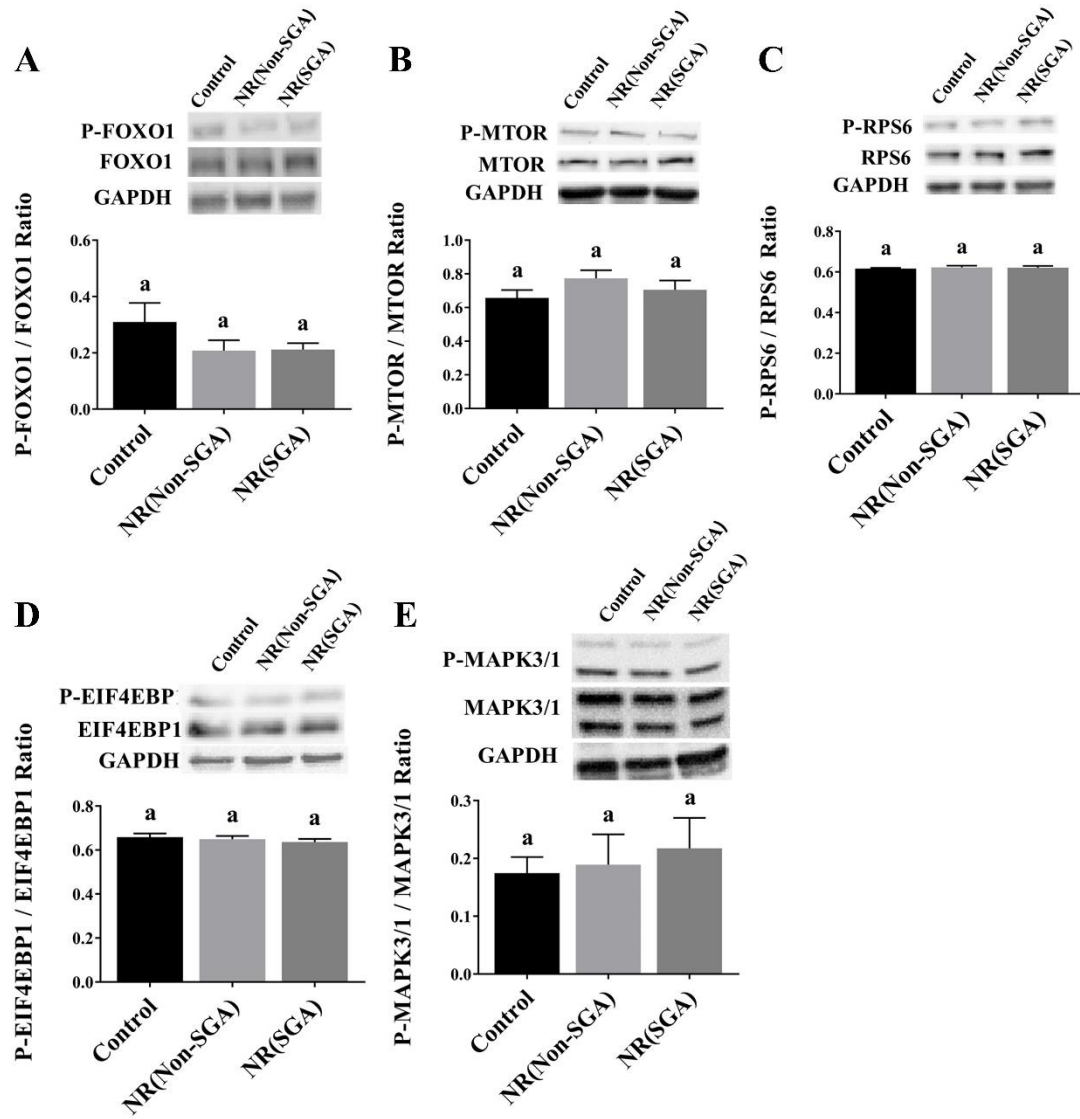 A
Control
NR(Non-SGA)
NR(SGA)
P-FOXO1
FOXO1
GAPDH
P-FOXO1 / FOXO1 Ratio
0.6
0.4
0.2
0.0
a
a
a
Control
NR(Non-SGA)
NR(SGA)
B
Control
NR(Non-SGA)
NR(SGA)
P-MTOR
MTOR
GAPDH
P-MTOR / MTOR Ratio
1.0
0.8
0.6
0.4
0.2
0.0
a
a
a
Control
NR(Non-SGA)
NR(SGA)
C
Control
NR(Non-SGA)
NR(SGA)
P-RPS6
RPS6
GAPDH
P-RPS6 / RPS6 Ratio
0.8
0.6
0.4
0.2
0.0
a
a
a
Control
NR(Non-SGA)
NR(SGA)
D
Control
NR(Non-SGA)
NR(SGA)
P-EIF4EBP
EIF4EBP1
GAPDH
P-EIF4EBP1 / EIF4EBP1 Ratio
0.8
0.6
0.4
0.2
0.0
a
a
a
Control
NR(Non-SGA)
NR(SGA)
E
Control
NR(Non-SGA)
NR(SGA)
P-MAPK3/1
MAPK3/1
GAPDH
P-MAPK3/1 / MAPK3/1 Ratio
0.3
0.2
0.1
0.0
a
a
a
Control
NR(Non-SGA)
NR(SGA)